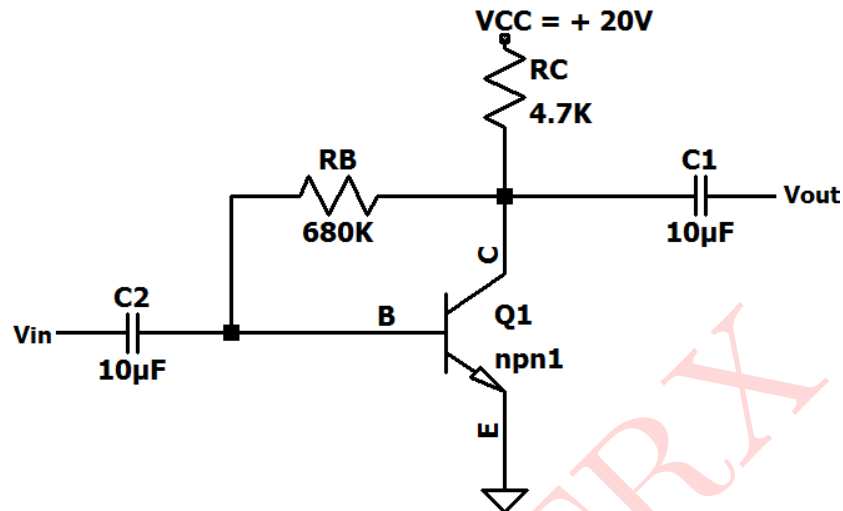 VCC = + 20V
RC
4.7K
RB
680K
C1
10µF
Vout
C
C2
10µF
Vin
B
Q1
npn1
E